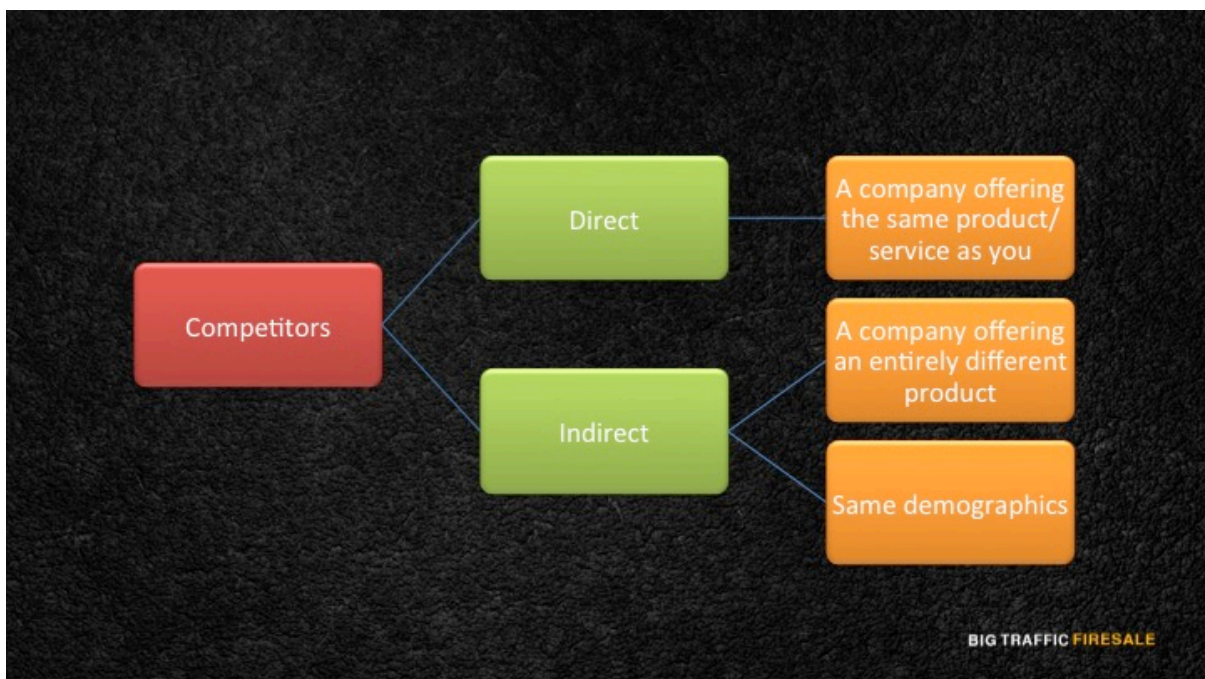 Competitors
Direct
A company offering
the same product/
service as you
Indirect
A company offering
an entirely different
product
Same demographics
BIG TRAFFIC FIRESALE